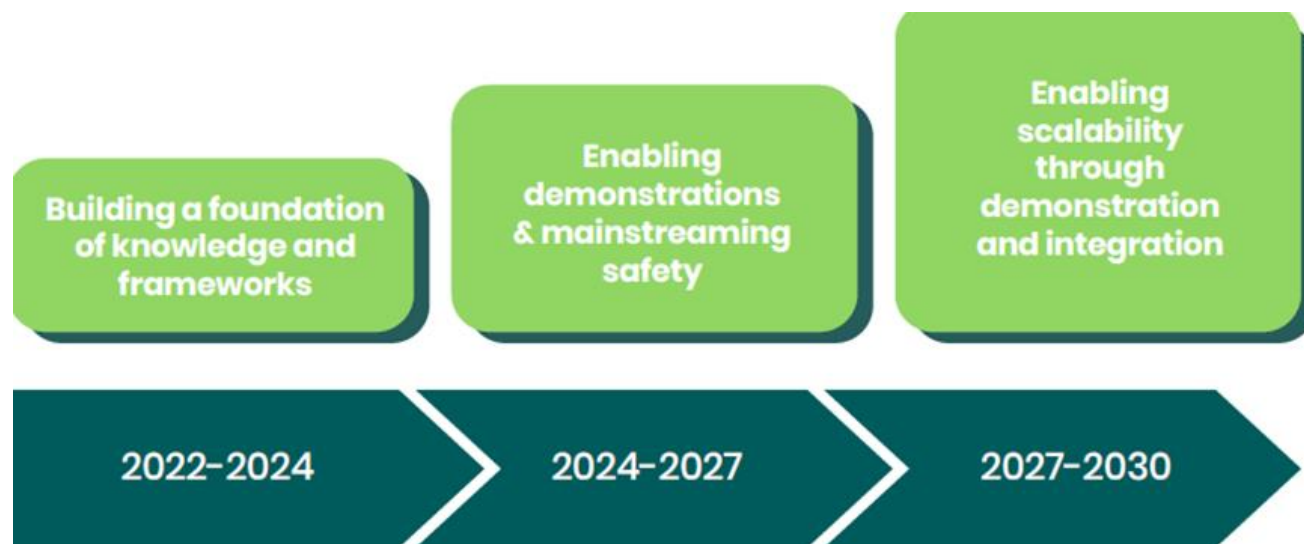 Building a foundation
of knowledge and
frameworks
Enabling
demonstrations
& mainstreaming
safety
Enabling
scalability
through
demonstration
and integration
2022-2024
2024-2027
2027-2030